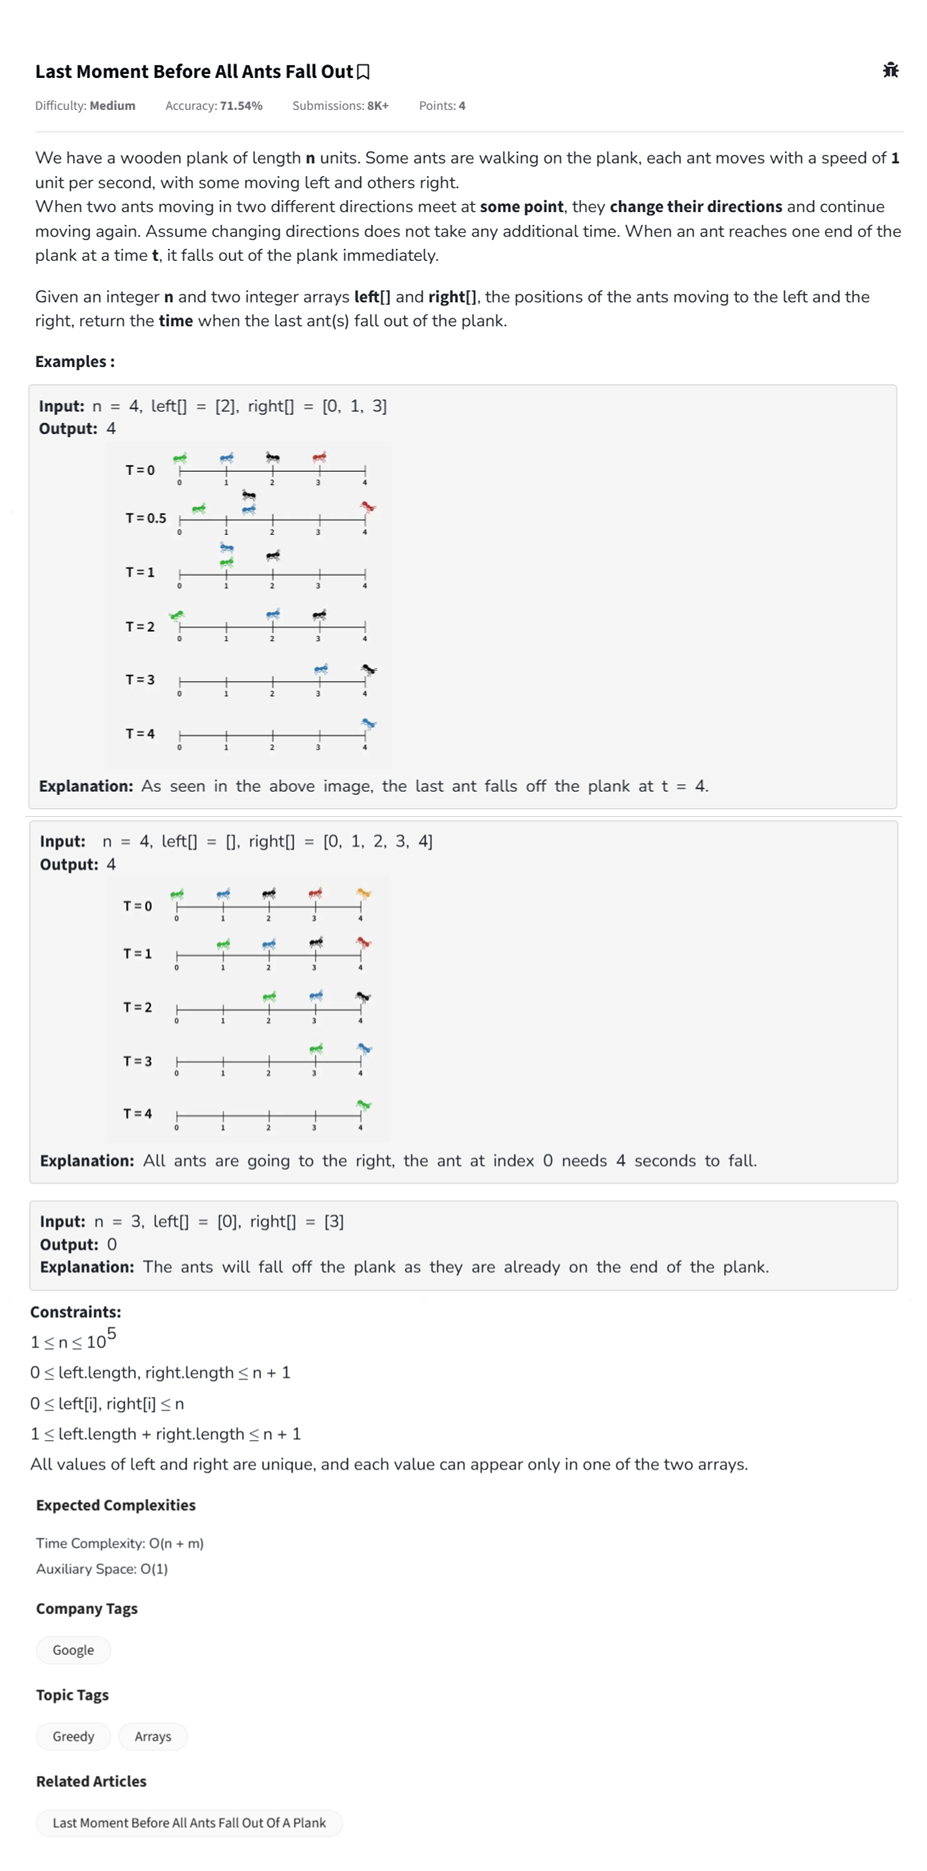 Last Moment Before All Ants Fall Out
Difficulty: Medium Accuracy: 71.54% Submissions: 8K+ Points: 4
We have a wooden plank of length n units. Some ants are walking on the plank, each ant moves with a speed of 1
unit per second, with some moving left and others right.
When two ants moving in two different directions meet at some point, they change their directions and continue
moving again. Assume changing directions does not take any additional time. When an ant reaches one end of the
plank at a time t, it falls out of the plank immediately.
Given an integer n and two integer arrays left[] and right[], the positions of the ants moving to the left and the
right, return the time when the last ant(s) fall out of the plank.
Examples :
Input: n = 4, left[] = [2], right[] = [0, 1, 3]
Output: 4
T = 0
0 1 2 3 4
T = 0.5
0 1 2 3 4
T = 1
0 1 2 3 4
T = 2
0 1 2 3 4
T = 3
0 1 2 3 4
T = 4
0 1 2 3 4
Explanation: As seen in the above image, the last ant falls off the plank at t = 4.
Input: n = 4, left[] = [], right[] = [0, 1, 2, 3, 4]
Output: 4
T = 0
0 1 2 3 4
T = 1
0 1 2 3 4
T = 2
0 1 2 3 4
T = 3
0 1 2 3 4
T = 4
0 1 2 3 4
Explanation: All ants are going to the right, the ant at index 0 needs 4 seconds to fall.
Input: n = 3, left[] = [0], right[] = [3]
Output: 0
Explanation: The ants will fall off the plank as they are already on the end of the plank.
Constraints:
1 ≤ n ≤ 10⁵
0 ≤ left.length, right.length ≤ n + 1
0 ≤ left[i], right[i] ≤ n
1 ≤ left.length + right.length ≤ n + 1
All values of left and right are unique, and each value can appear only in one of the two arrays.
Expected Complexities
Time Complexity: O(n + m)
Auxiliary Space: O(1)
Company Tags
Google
Topic Tags
Greedy Arrays
Related Articles
Last Moment Before All Ants Fall Out Of A Plank